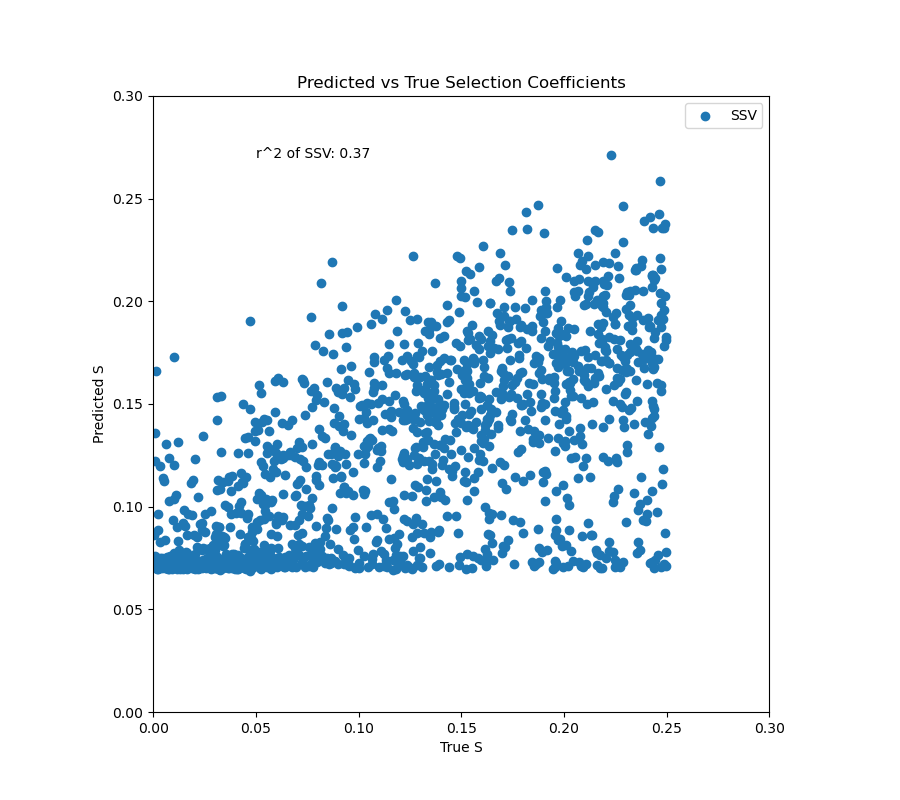 Predicted vs True Selection Coefficients
0.30
0.25
0.20
0.15
0.10
0.05
0.00
Predicted S
r^2 of SSV: 0.37
SSV
0.00 0.05 0.10 0.15 0.20 0.25 0.30
True S